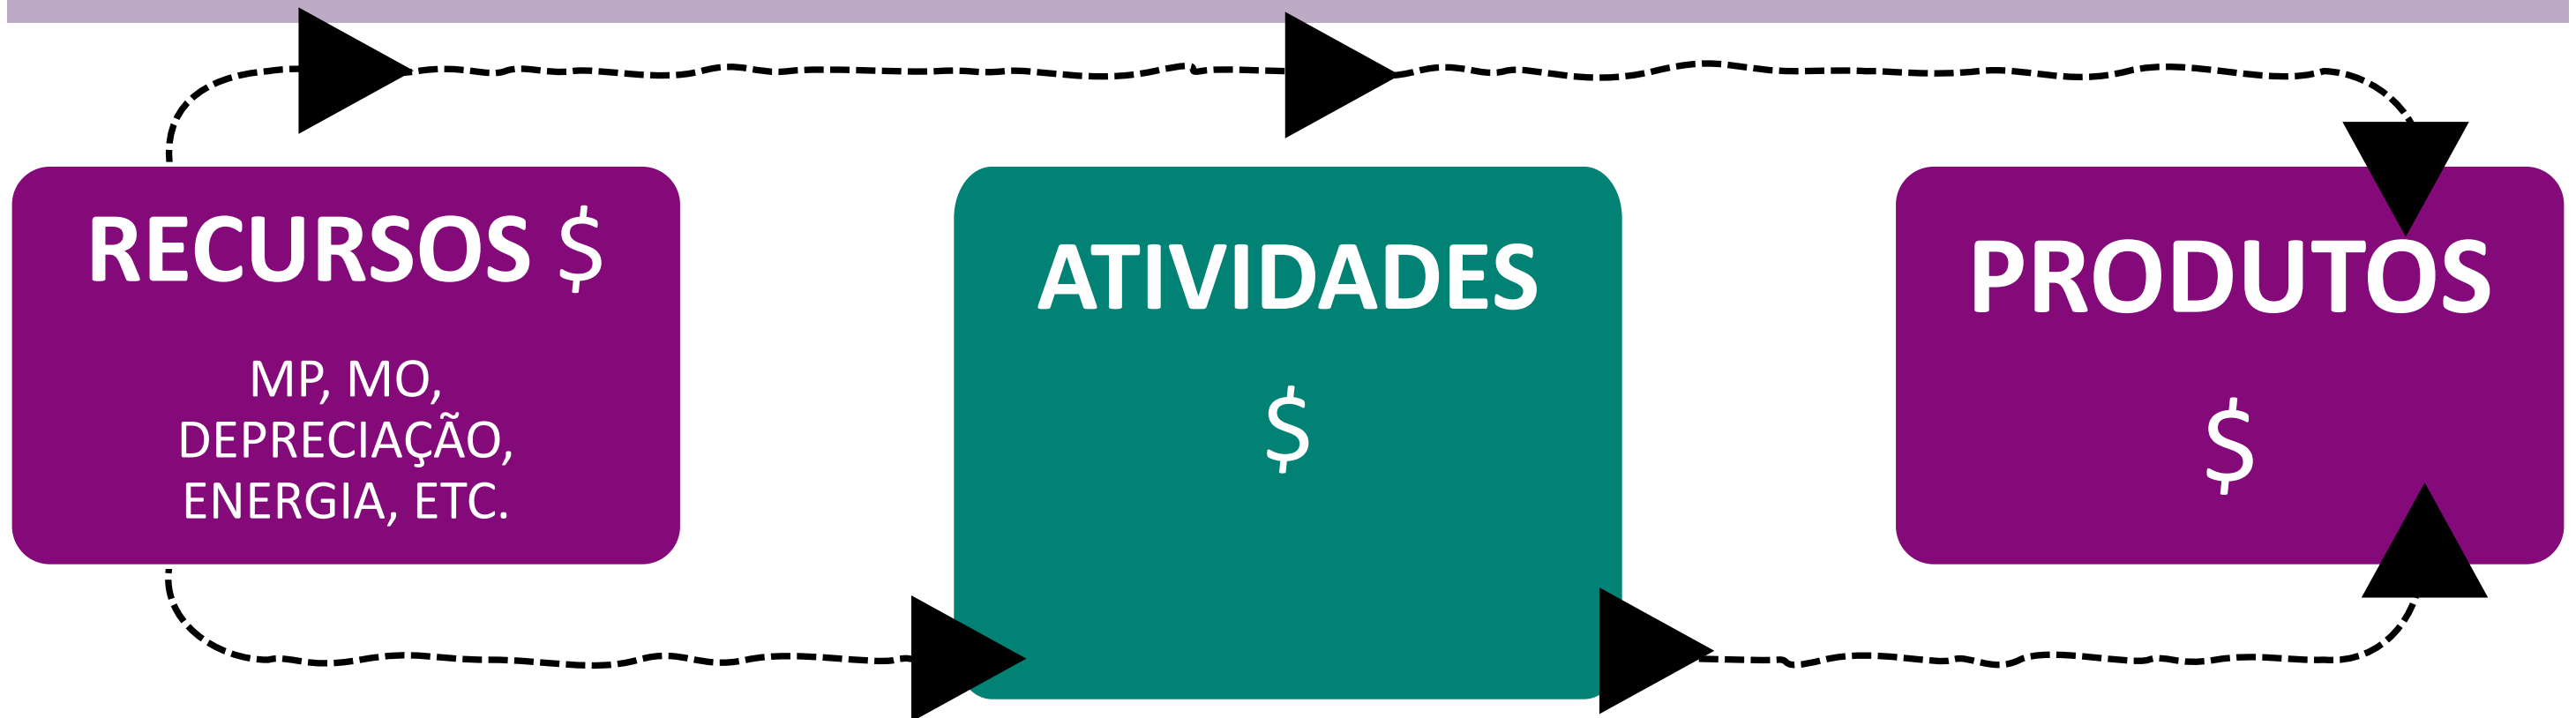 RECURSOS $
MP, MO,
DEPRECIAÇÃO,
ENERGIA, ETC.
ATIVIDADES
$
PRODUTOS
$